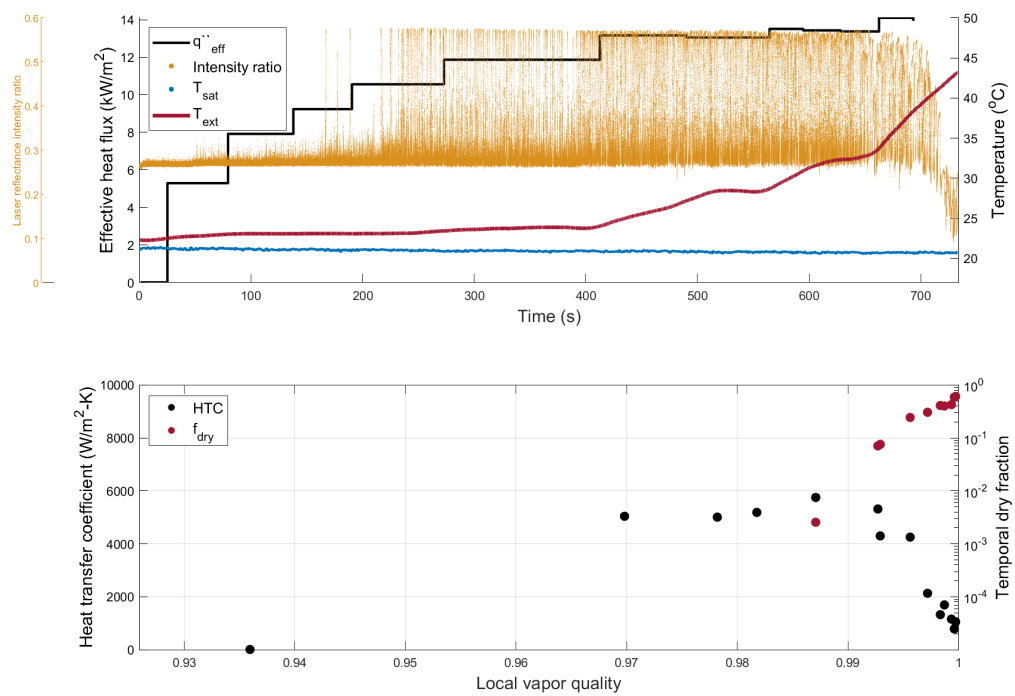 0.6
0.5
0.4
0.3
0.2
0.1
0
Laser reflectance intensity ratio
14
12
10
8
6
4
2
0
Effective heat flux (kW/m²)
q``eff
Intensity ratio
Tsat
Text
50
45
40
35
30
25
20
Temperature (°C)
0 100 200 300 400 500 600 700
Time (s)
10000
8000
6000
4000
2000
0
Heat transfer coefficient (W/m²-K)
HTC
fdry
10⁰
10⁻¹
10⁻²
10⁻³
10⁻⁴
Temporal dry fraction
0.93 0.94 0.95 0.96 0.97 0.98 0.99 1
Local vapor quality